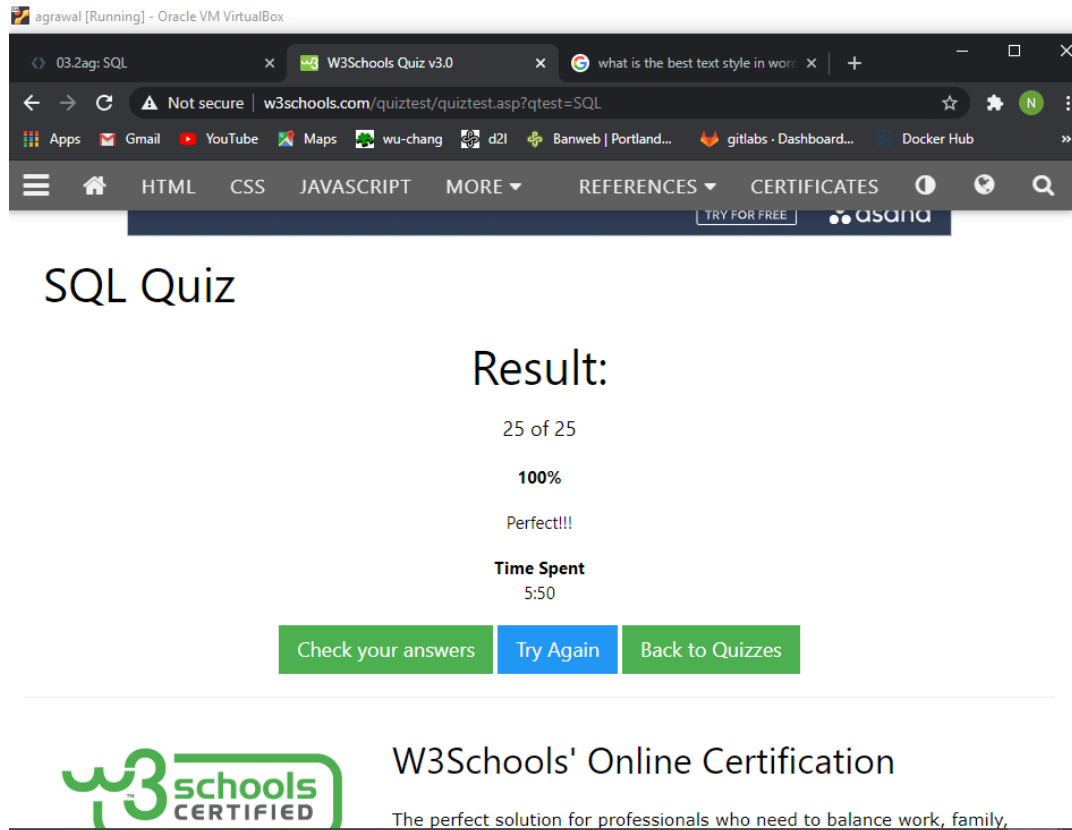 agrawal [Running] - Oracle VM VirtualBox
03.2ag: SQL W3Schools Quiz v3.0 what is the best text style in word
Not secure w3schools.com/quiztest/quiztest.asp?qtest=SQL N
Apps Gmail YouTube Maps wu-chang d2l Banweb | Portland... gitlabs · Dashboard... Docker Hub »
HTML CSS JAVASCRIPT MORE REFERENCES CERTIFICATES
TRY FOR FREE asana
SQL Quiz
Result:
25 of 25
100%
Perfect!!!
Time Spent
5:50
Check your answers Try Again Back to Quizzes
W3Schools' Online Certification
w3schools
CERTIFIED
The perfect solution for professionals who need to balance work, family,